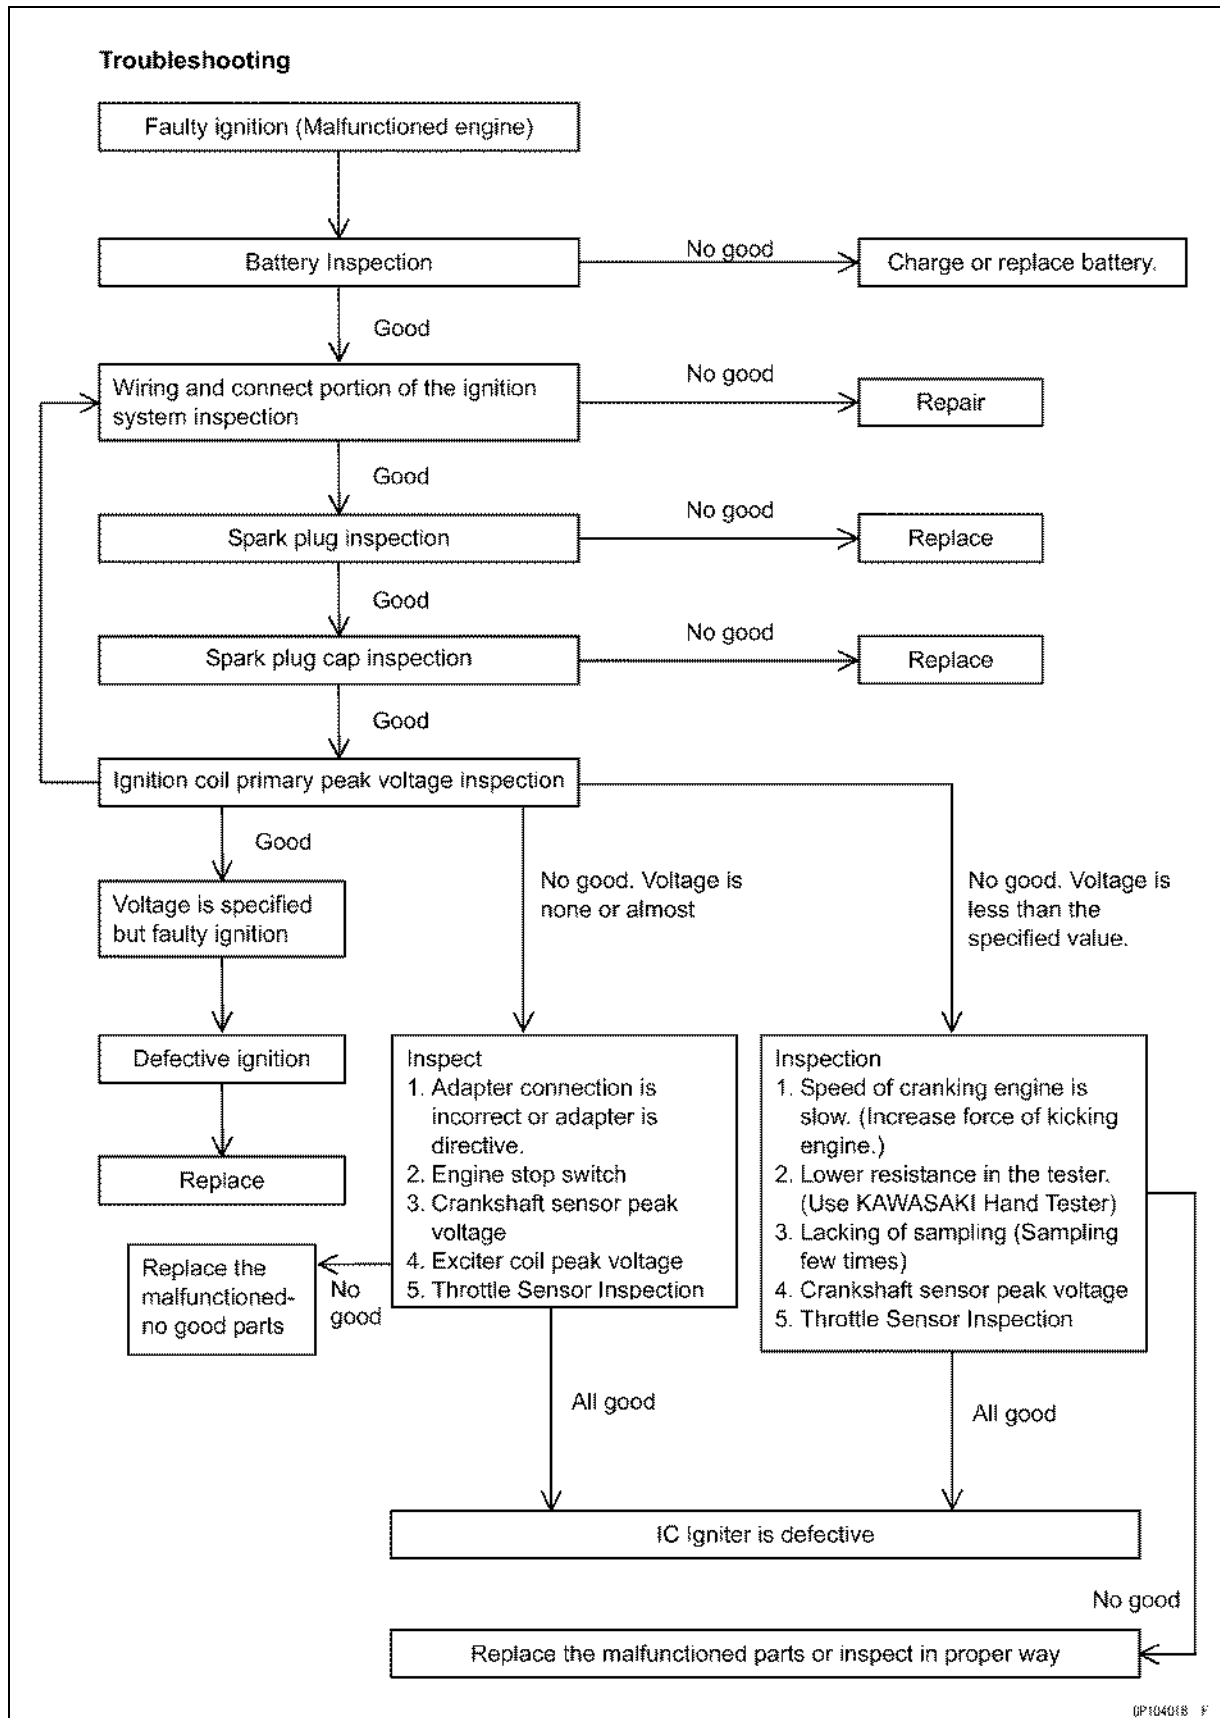 Troubleshooting
Faulty ignition (Malfunctioned engine)
Battery Inspection
No good
Charge or replace battery.
Good
Wiring and connect portion of the ignition
system inspection
No good
Repair
Good
Spark plug inspection
No good
Replace
Good
Spark plug cap inspection
No good
Replace
Good
Ignition coil primary peak voltage inspection
Good
Voltage is specified
but faulty ignition
Defective ignition
Replace
No good. Voltage is
none or almost
Inspect
1. Adapter connection is
incorrect or adapter is
directive.
2. Engine stop switch
3. Crankshaft sensor peak
voltage
4. Exciter coil peak voltage
5. Throttle Sensor Inspection
No
good
Replace the
malfunctioned-
no good parts
All good
No good. Voltage is
less than the
specified value.
Inspection
1. Speed of cranking engine is
slow. (Increase force of kicking
engine.)
2. Lower resistance in the tester.
(Use KAWASAKI Hand Tester)
3. Lacking of sampling (Sampling
few times)
4. Crankshaft sensor peak voltage
5. Throttle Sensor Inspection
All good
IC Igniter is defective
No good
Replace the malfunctioned parts or inspect in proper way